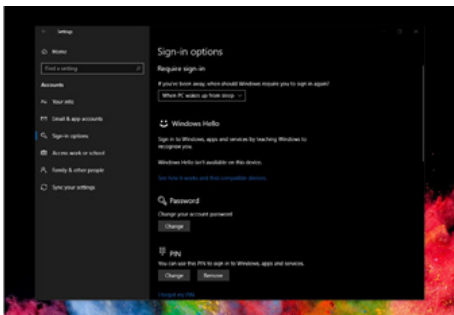 Settings
Home
Find a setting
Accounts
Your info
Email & app accounts
Sign-in options
Access work or school
Family & other people
Sync your settings
Sign-in options
Require sign-in
If you've been away, when should Windows require you to sign in again?
When PC wakes up from sleep
Windows Hello
Sign in to Windows, apps and services by teaching Windows to
recognize you.
Windows Hello isn't available on this device.
See how it works and find compatible devices.
Password
Change your account password
Change
PIN
You can use this PIN to sign in to Windows, apps and services.
Change Remove
I forgot my PIN